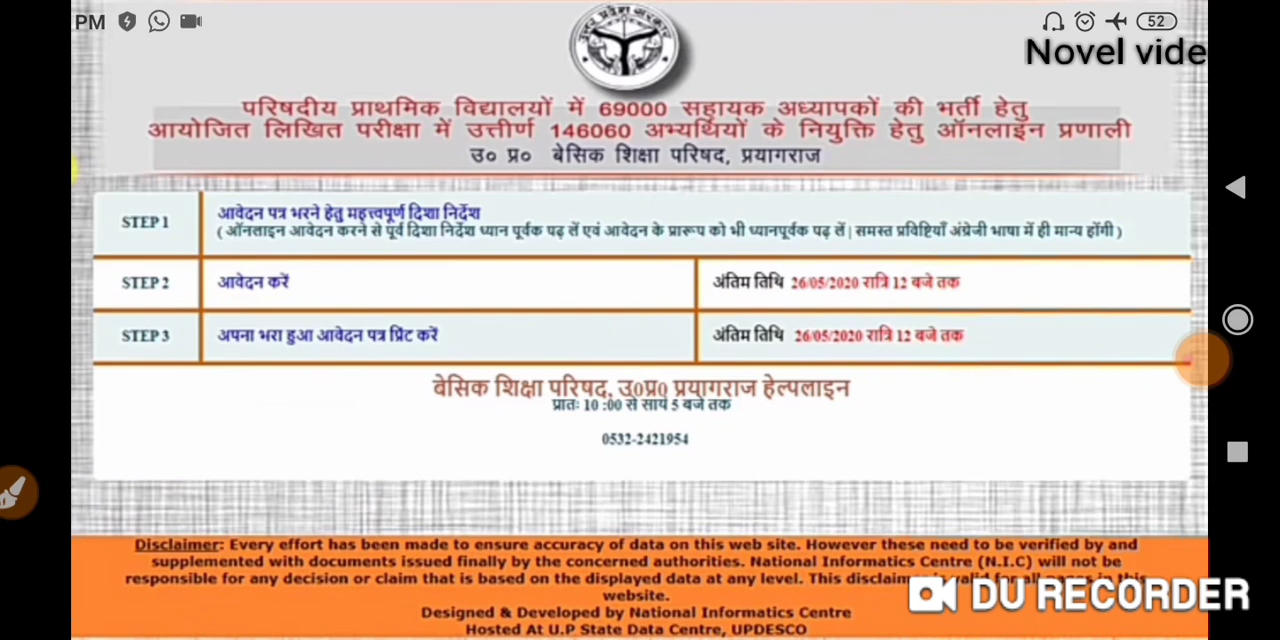 PM
52
Novel vide
उत्तर प्रदेश सरकार
परिषदीय प्राथमिक विद्यालयों में 69000 सहायक अध्यापकों की भर्ती हेतु
आयोजित लिखित परीक्षा में उत्तीर्ण 146060 अभ्यर्थियों के नियुक्ति हेतु ऑनलाइन प्रणाली
उ० प्र० बेसिक शिक्षा परिषद, प्रयागराज
STEP 1
आवेदन पत्र भरने हेतु महत्त्वपूर्ण दिशा निर्देश
( ऑनलाइन आवेदन करने से पूर्व दिशा निर्देश ध्यान पूर्वक पढ़ लें एवं आवेदन के प्रारूप को भी ध्यानपूर्वक पढ़ लें | समस्त प्रविष्टियाँ अंग्रेजी भाषा में ही मान्य होंगी )
STEP 2 आवेदन करें अंतिम तिथि 26/05/2020 रात्रि 12 बजे तक
STEP 3 अपना भरा हुआ आवेदन पत्र प्रिंट करें अंतिम तिथि 26/05/2020 रात्रि 12 बजे तक
बेसिक शिक्षा परिषद, उ0प्र0 प्रयागराज हेल्पलाइन
प्रातः 10 :00 से सायं 5 बजे तक
0532-2421954
Disclaimer: Every effort has been made to ensure accuracy of data on this web site. However these need to be verified by and
supplemented with documents issued finally by the concerned authorities. National Informatics Centre (N.I.C) will not be
responsible for any decision or claim that is based on the displayed data at any level. This
website.
DU RECORDER
Designed & Developed by National Informatics Centre
Hosted At U.P State Data Centre, UPDESCO